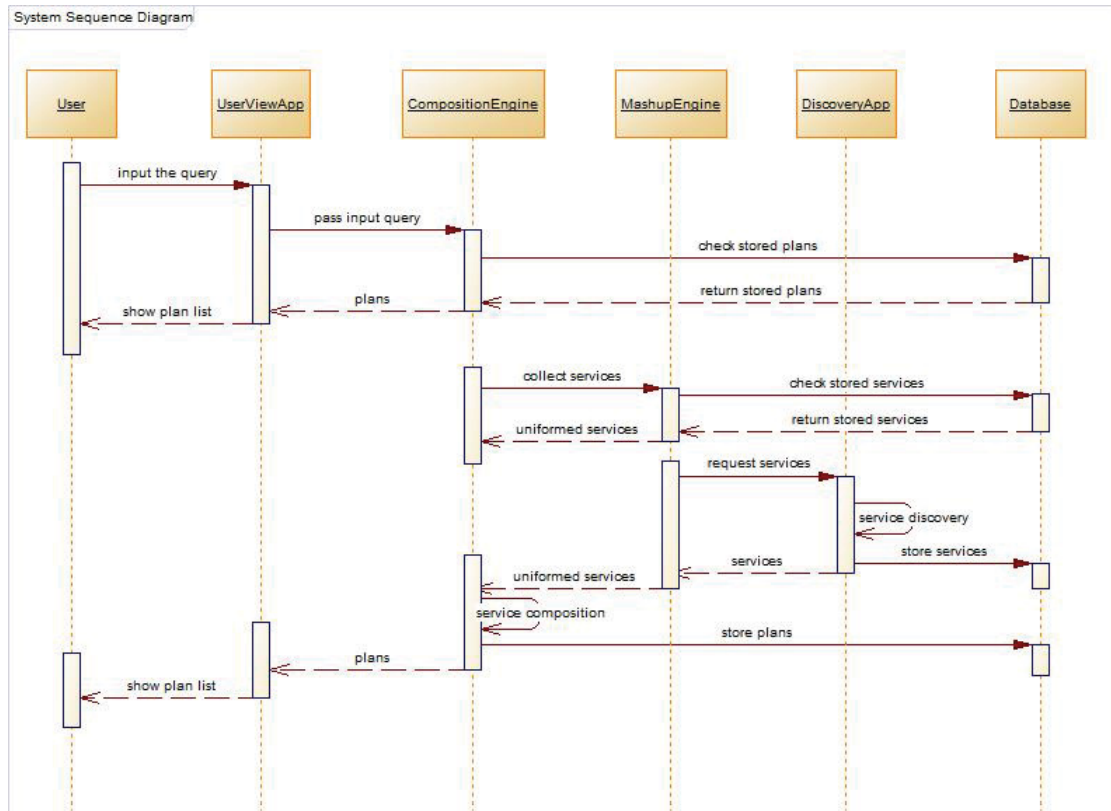 System Sequence Diagram
User
UserViewApp
CompositionEngine
MashupEngine
DiscoveryApp
Database
input the query
pass input query
check stored plans
return stored plans
plans
show plan list
collect services
check stored services
return stored services
uniformed services
request services
service discovery
store services
services
uniformed services
service composition
store plans
plans
show plan list